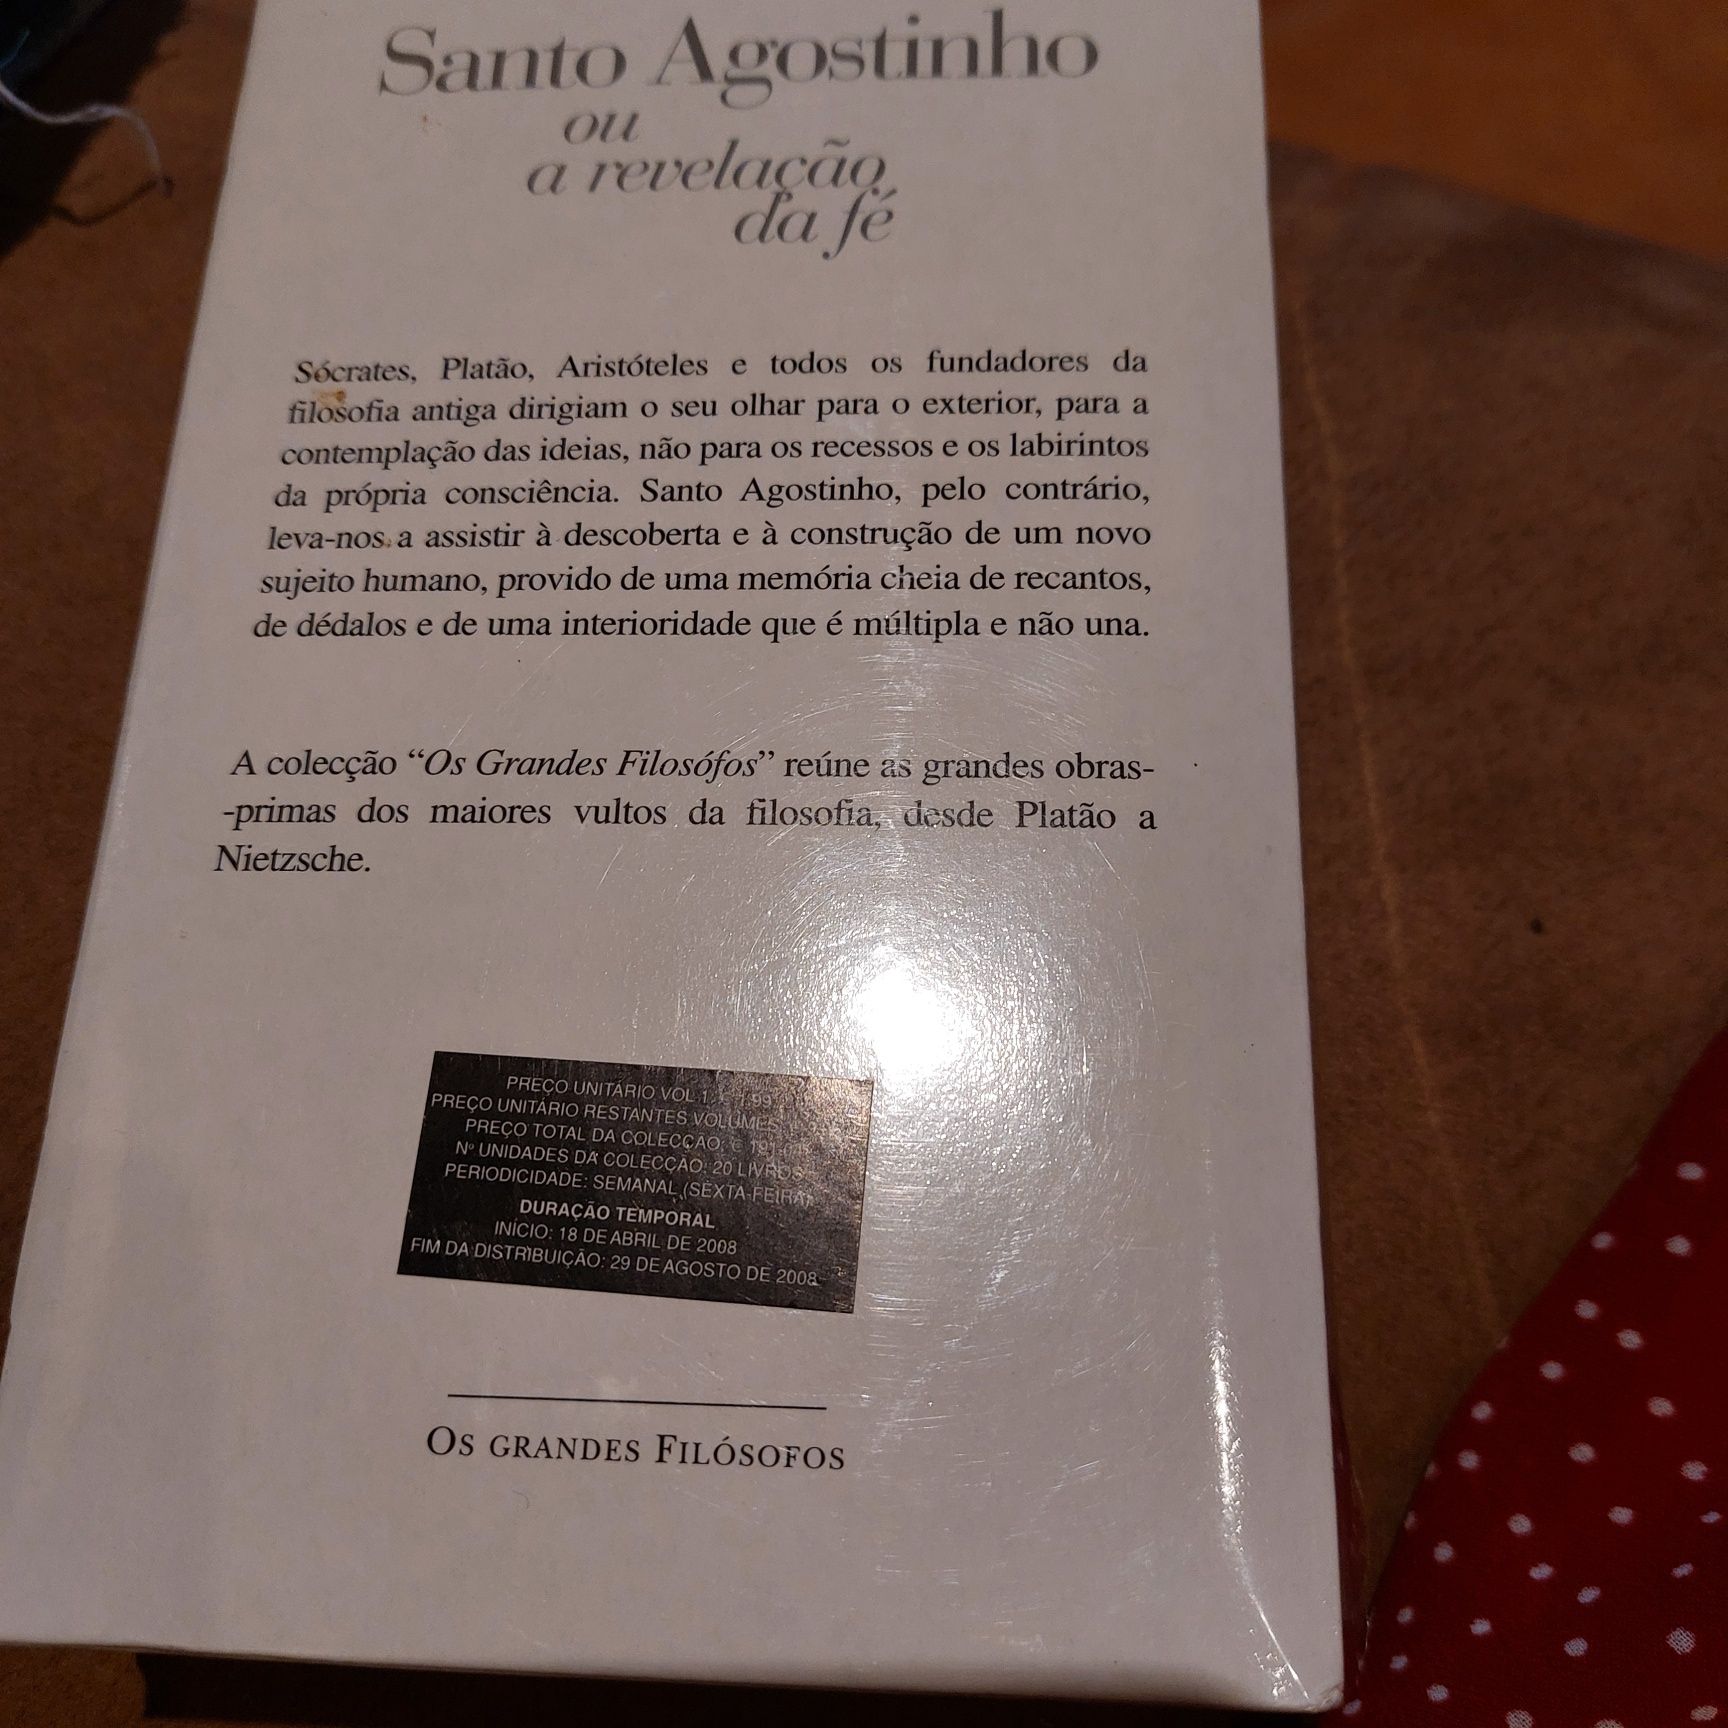 Santo Agostinho
ou
a revelação
da fé
Sócrates, Platão, Aristóteles e todos os fundadores da
filosofia antiga dirigiam o seu olhar para o exterior, para a
contemplação das ideias, não para os recessos e os labirintos
da própria consciência. Santo Agostinho, pelo contrário,
leva-nos a assistir à descoberta e à construção de um novo
sujeito humano, provido de uma memória cheia de recantos,
de dédalos e de uma interioridade que é múltipla e não una.
A colecção “Os Grandes Filosófos” reúne as grandes obras-
-primas dos maiores vultos da filosofia, desde Platão a
Nietzsche.
PREÇO UNITÁRIO VOL 1:
PREÇO UNITÁRIO RESTANTES VOLUMES
PREÇO TOTAL DA COLECÇÃO: €
Nº UNIDADES DA COLECÇÃO: 20 LIVROS
PERIODICIDADE: SEMANAL (SEXTA-FEIRA)
DURAÇÃO TEMPORAL
INÍCIO: 18 DE ABRIL DE 2008
FIM DA DISTRIBUIÇÃO: 29 DE AGOSTO DE 2008
OS GRANDES FILÓSOFOS